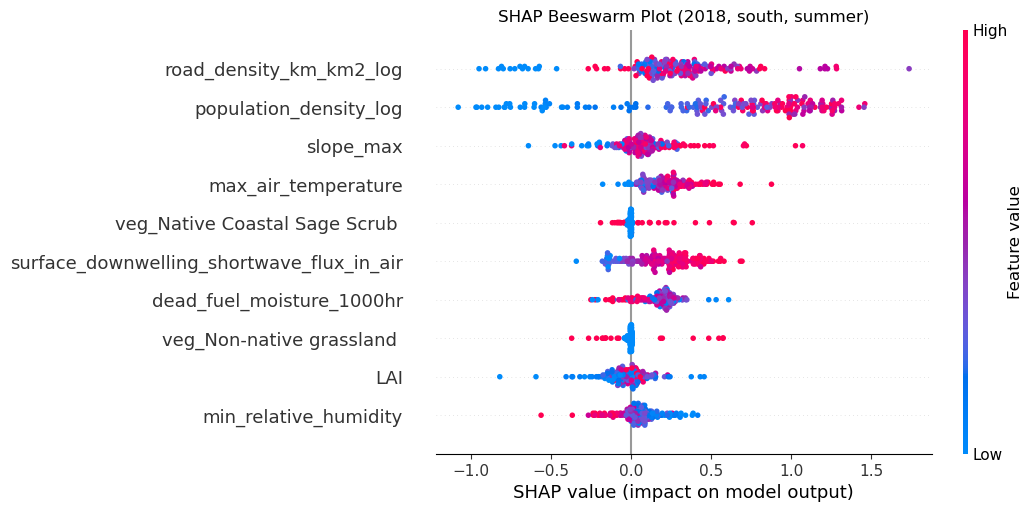 SHAP Beeswarm Plot (2018, south, summer)
High
road_density_km_km2_log
population_density_log
slope_max
max_air_temperature
veg_Native Coastal Sage Scrub
surface_downwelling_shortwave_flux_in_air
dead_fuel_moisture_1000hr
veg_Non-native grassland
LAI
min_relative_humidity
Feature value
Low
−1.0 −0.5 0.0 0.5 1.0 1.5
SHAP value (impact on model output)